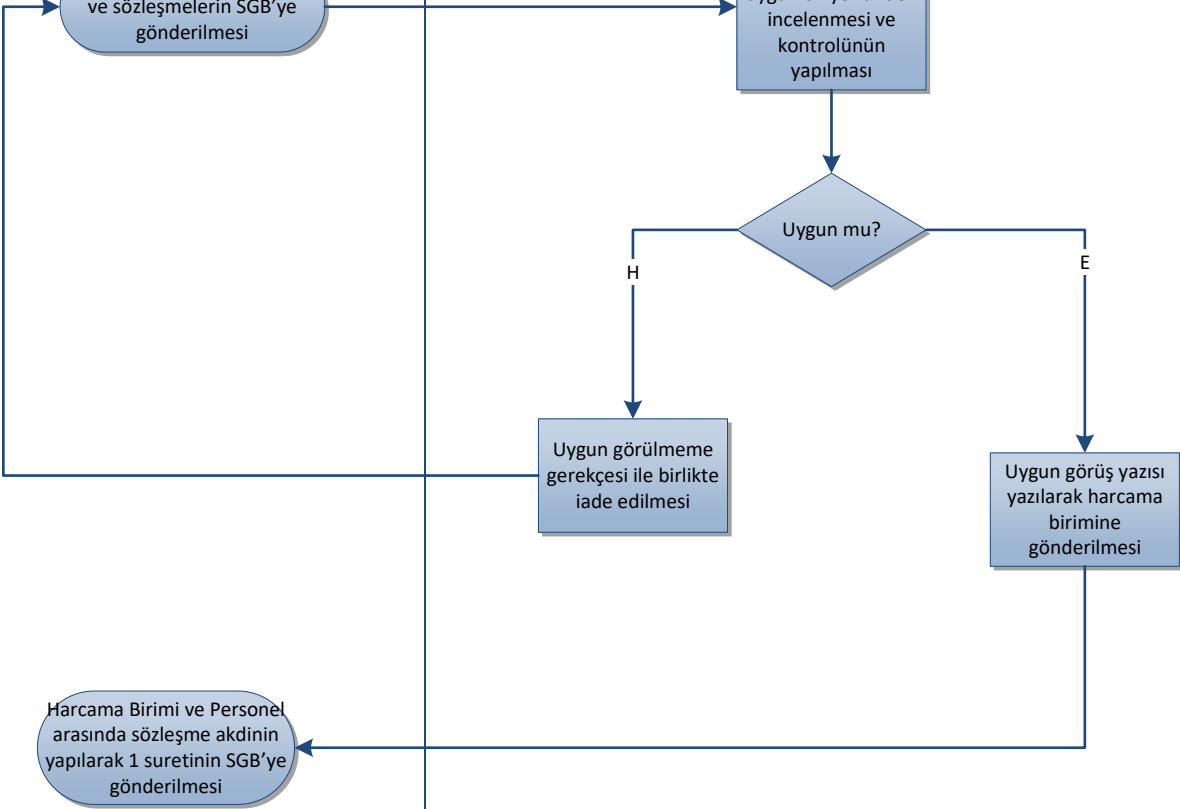 ve sözleşmelerin SGB’ye
gönderilmesi
incelenmesi ve
kontrolünün
yapılması
Uygun mu?
H
E
Uygun görülmeme
gerekçesi ile birlikte
iade edilmesi
Uygun görüş yazısı
yazılarak harcama
birimine
gönderilmesi
Harcama Birimi ve Personel
arasında sözleşme akdinin
yapılarak 1 suretinin SGB’ye
gönderilmesi